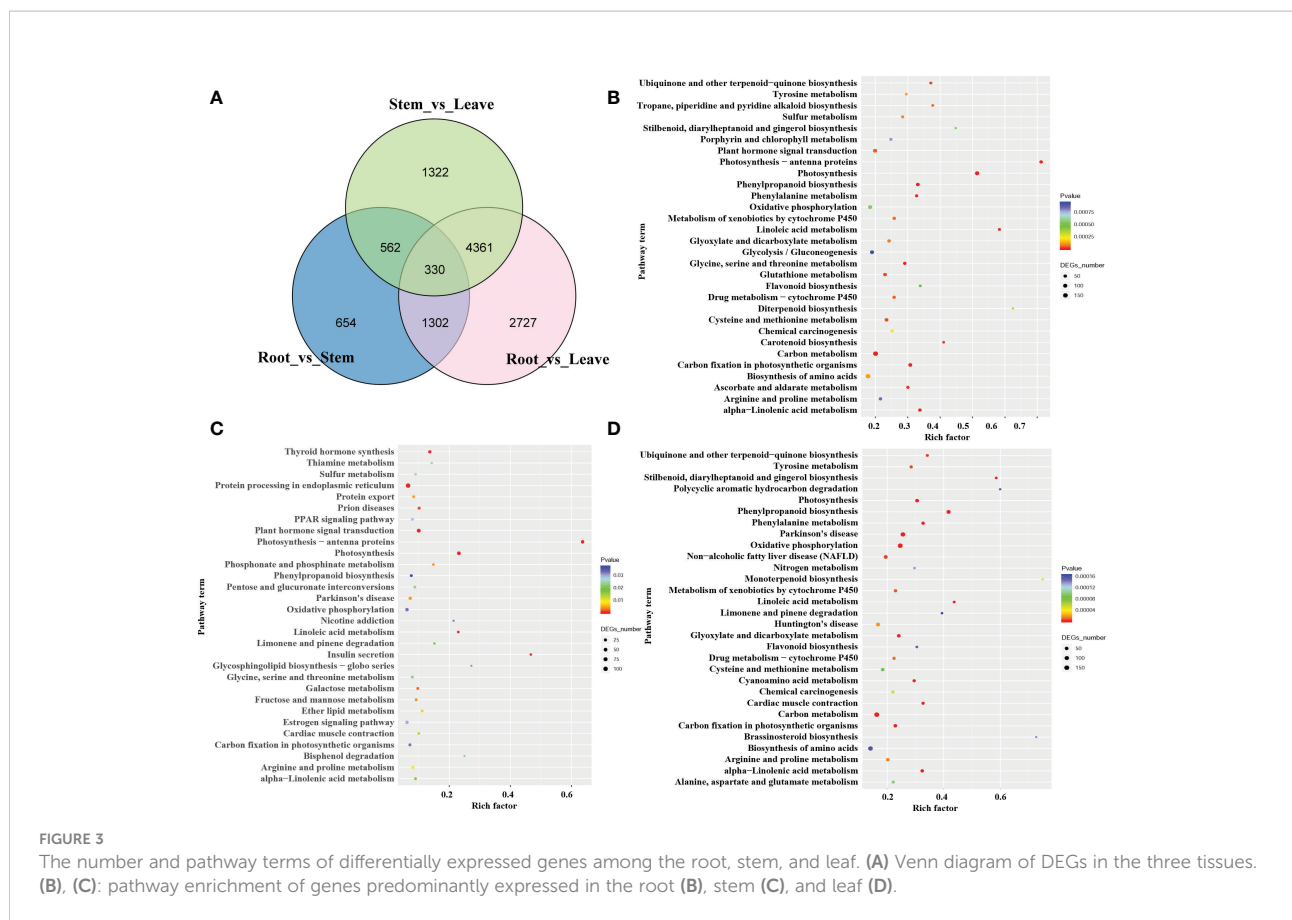 A
Stem_vs_Leave
1322
562
4361
330
654
1302
2727
Root_vs_Stem
Root_vs_Leave
B
Pathway term
Ubiquinone and other terpenoid−quinone biosynthesis
Tyrosine metabolism
Tropane, piperidine and pyridine alkaloid biosynthesis
Sulfur metabolism
Stilbenoid, diarylheptanoid and gingerol biosynthesis
Porphyrin and chlorophyll metabolism
Plant hormone signal transduction
Photosynthesis − antenna proteins
Photosynthesis
Phenylpropanoid biosynthesis
Phenylalanine metabolism
Oxidative phosphorylation
Metabolism of xenobiotics by cytochrome P450
Linoleic acid metabolism
Glyoxylate and dicarboxylate metabolism
Glycolysis / Gluconeogenesis
Glycine, serine and threonine metabolism
Glutathione metabolism
Flavonoid biosynthesis
Drug metabolism − cytochrome P450
Diterpenoid biosynthesis
Cysteine and methionine metabolism
Chemical carcinogenesis
Carotenoid biosynthesis
Carbon metabolism
Carbon fixation in photosynthetic organisms
Biosynthesis of amino acids
Ascorbate and aldarate metabolism
Arginine and proline metabolism
alpha−Linolenic acid metabolism
0.2 0.3 0.4 0.5 0.6 0.7
Rich factor
Pvalue
0.00075
0.00050
0.00025
DEGs_number
50
100
150
C
Pathway term
Thyroid hormone synthesis
Thiamine metabolism
Sulfur metabolism
Protein processing in endoplasmic reticulum
Protein export
Prion diseases
PPAR signaling pathway
Plant hormone signal transduction
Photosynthesis − antenna proteins
Photosynthesis
Phosphonate and phosphinate metabolism
Phenylpropanoid biosynthesis
Pentose and glucuronate interconversions
Parkinson's disease
Oxidative phosphorylation
Nicotine addiction
Linoleic acid metabolism
Limonene and pinene degradation
Insulin secretion
Glycosphingolipid biosynthesis − globo series
Glycine, serine and threonine metabolism
Galactose metabolism
Fructose and mannose metabolism
Ether lipid metabolism
Estrogen signaling pathway
Cardiac muscle contraction
Carbon fixation in photosynthetic organisms
Bisphenol degradation
Arginine and proline metabolism
alpha−Linolenic acid metabolism
0.2 0.4 0.6
Rich factor
Pvalue
0.03
0.02
0.01
DEGs_number
25
50
75
100
D
Pathway term
Ubiquinone and other terpenoid−quinone biosynthesis
Tyrosine metabolism
Stilbenoid, diarylheptanoid and gingerol biosynthesis
Polycyclic aromatic hydrocarbon degradation
Photosynthesis
Phenylpropanoid biosynthesis
Phenylalanine metabolism
Parkinson's disease
Oxidative phosphorylation
Non−alcoholic fatty liver disease (NAFLD)
Nitrogen metabolism
Monoterpenoid biosynthesis
Metabolism of xenobiotics by cytochrome P450
Linoleic acid metabolism
Limonene and pinene degradation
Huntington's disease
Glyoxylate and dicarboxylate metabolism
Flavonoid biosynthesis
Drug metabolism − cytochrome P450
Cysteine and methionine metabolism
Cyanoamino acid metabolism
Chemical carcinogenesis
Cardiac muscle contraction
Carbon metabolism
Carbon fixation in photosynthetic organisms
Brassinosteroid biosynthesis
Biosynthesis of amino acids
Arginine and proline metabolism
alpha−Linolenic acid metabolism
Alanine, aspartate and glutamate metabolism
0.2 0.4 0.6
Rich factor
Pvalue
0.00016
0.00012
0.00008
0.00004
DEGs_number
50
100
150
FIGURE 3
The number and pathway terms of differentially expressed genes among the root, stem, and leaf. (A) Venn diagram of DEGs in the three tissues.
(B), (C): pathway enrichment of genes predominantly expressed in the root (B), stem (C), and leaf (D).